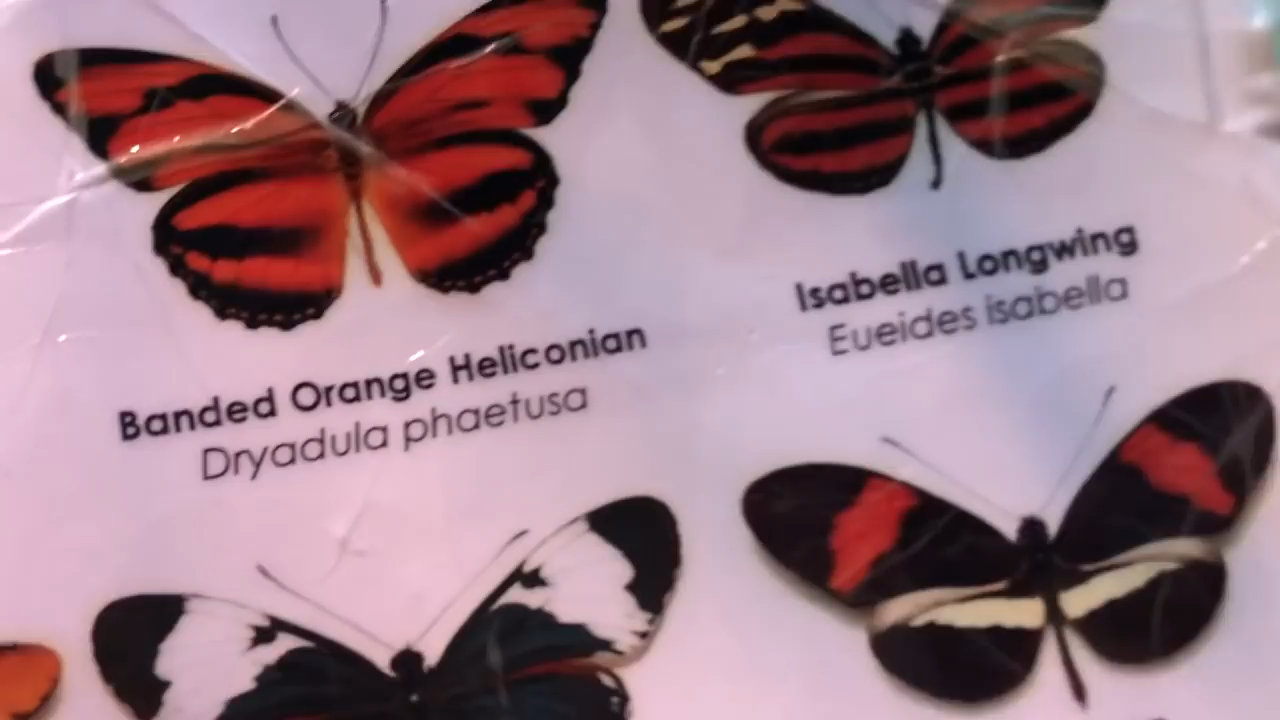 Banded Orange Heliconian
Dryadula phaetusa
Isabella Longwing
Eueides isabella